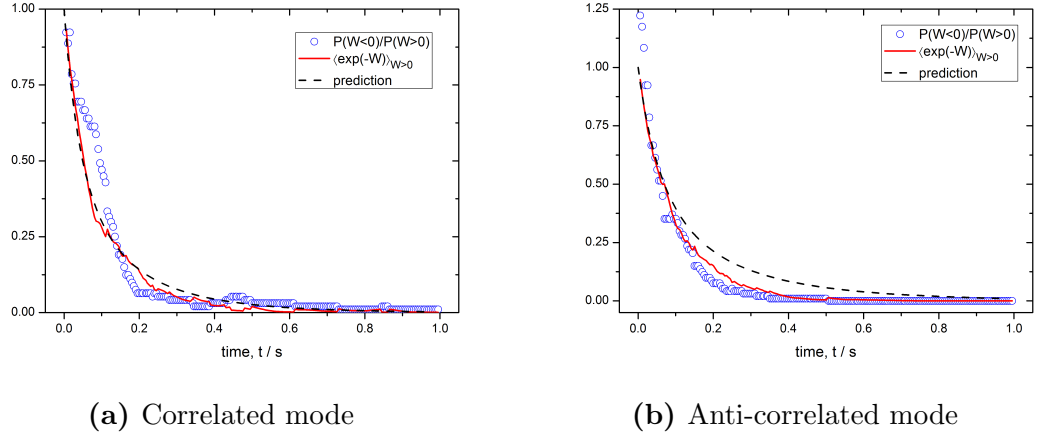 1.00
0.75
0.50
0.25
0.00
0.0 0.2 0.4 0.6 0.8 1.0
time, t / s
P(W<0)/P(W>0)
⟨exp(-W)⟩W>0
prediction
(a) Correlated mode
1.25
1.00
0.75
0.50
0.25
0.00
0.0 0.2 0.4 0.6 0.8 1.0
time, t / s
P(W<0)/P(W>0)
⟨exp(-W)⟩W>0
prediction
(b) Anti-correlated mode